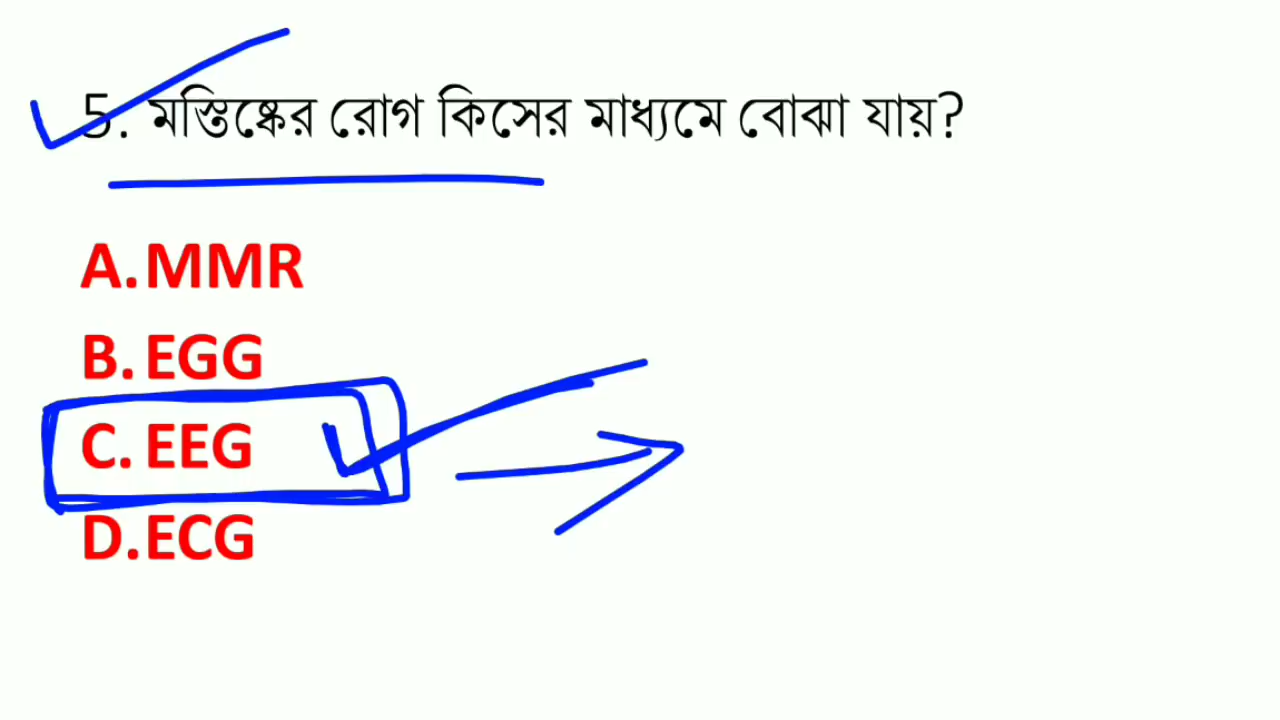 5. মস্তিষ্কের রোগ কিসের মাধ্যমে বোঝা যায়?
A. MMR
B. EGG
C. EEG
D. ECG